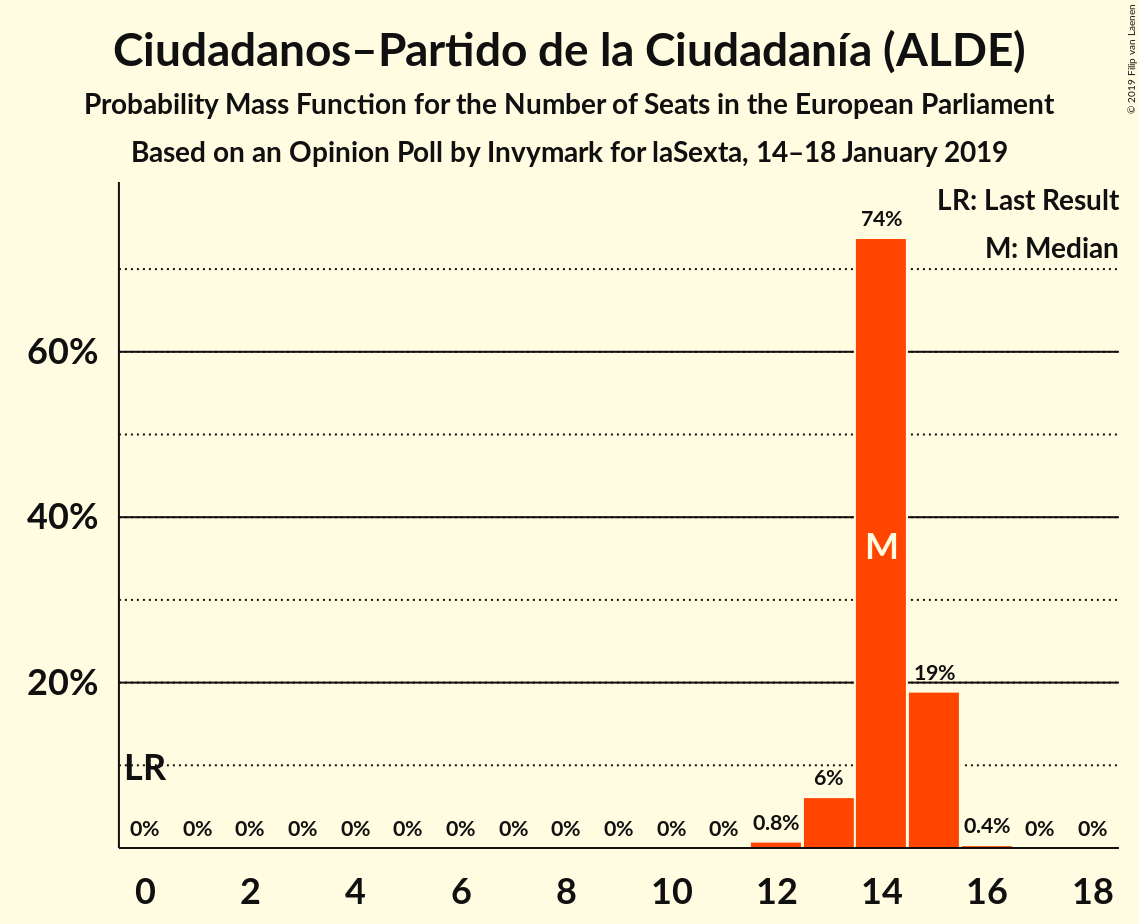 Ciudadanos–Partido de la Ciudadanía (ALDE)
Probability Mass Function for the Number of Seats in the European Parliament
Based on an Opinion Poll by Invymark for laSexta, 14–18 January 2019
© 2019 Filip van Laenen
LR: Last Result
M: Median
74%
60%
40%
M
20%
19%
LR
6%
0% 0% 0% 0% 0% 0% 0% 0% 0% 0% 0% 0% 0.8% 0.4% 0% 0%
0 2 4 6 8 10 12 14 16 18